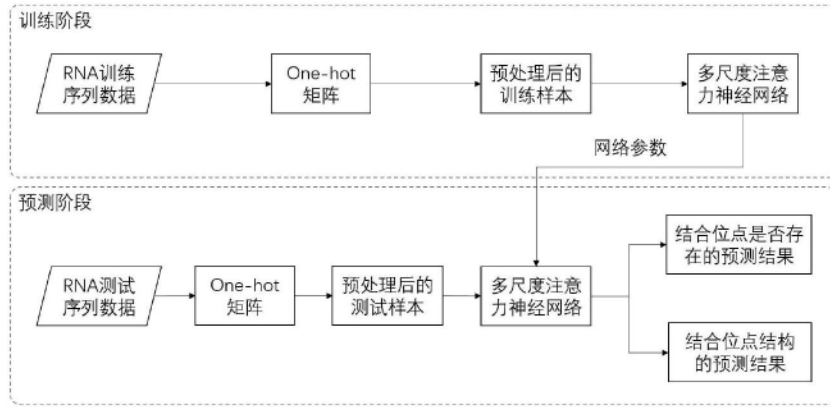 训练阶段
RNA训练
序列数据
One-hot
矩阵
预处理后的
训练样本
多尺度注意
力神经网络
网络参数
预测阶段
RNA测试
序列数据
One-hot
矩阵
预处理后的
测试样本
多尺度注意
力神经网络
结合位点是否存
在的预测结果
结合位点结构
的预测结果